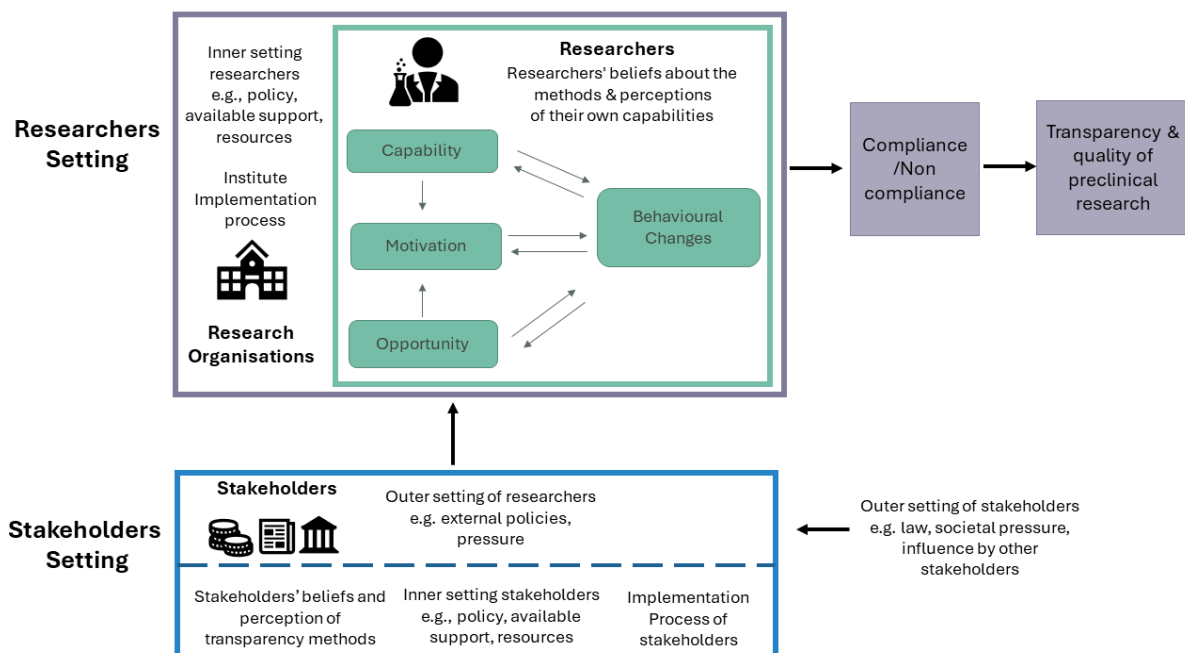 Researchers
Setting
Inner setting
researchers
e.g., policy,
available support,
resources
Institute
Implementation
process
Research
Organisations
Researchers
Researchers' beliefs about the
methods & perceptions
of their own capabilities
Capability
Motivation
Opportunity
Behavioural
Changes
Compliance
/Non
compliance
Transparency &
quality of
preclinical
research
Stakeholders
Setting
Stakeholders
Outer setting of researchers
e.g. external policies,
pressure
Stakeholders’ beliefs and
perception of
transparency methods
Inner setting stakeholders
e.g., policy, available
support, resources
Implementation
Process of
stakeholders
Outer setting of stakeholders
e.g. law, societal pressure,
influence by other
stakeholders